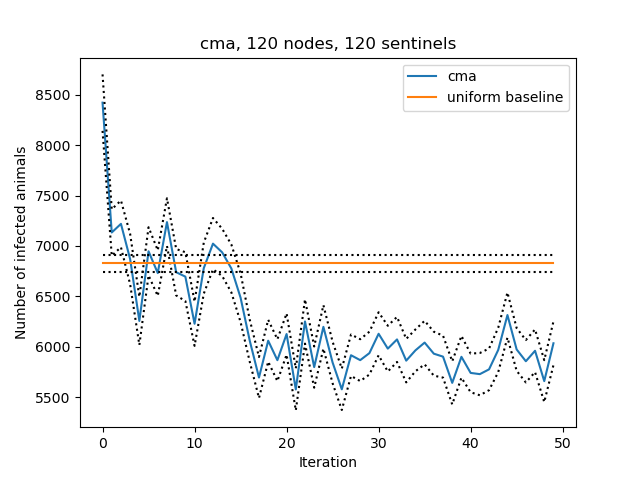 cma, 120 nodes, 120 sentinels
cma
uniform baseline
8500
8000
7500
7000
6500
6000
5500
Number of infected animals
0 10 20 30 40 50
Iteration